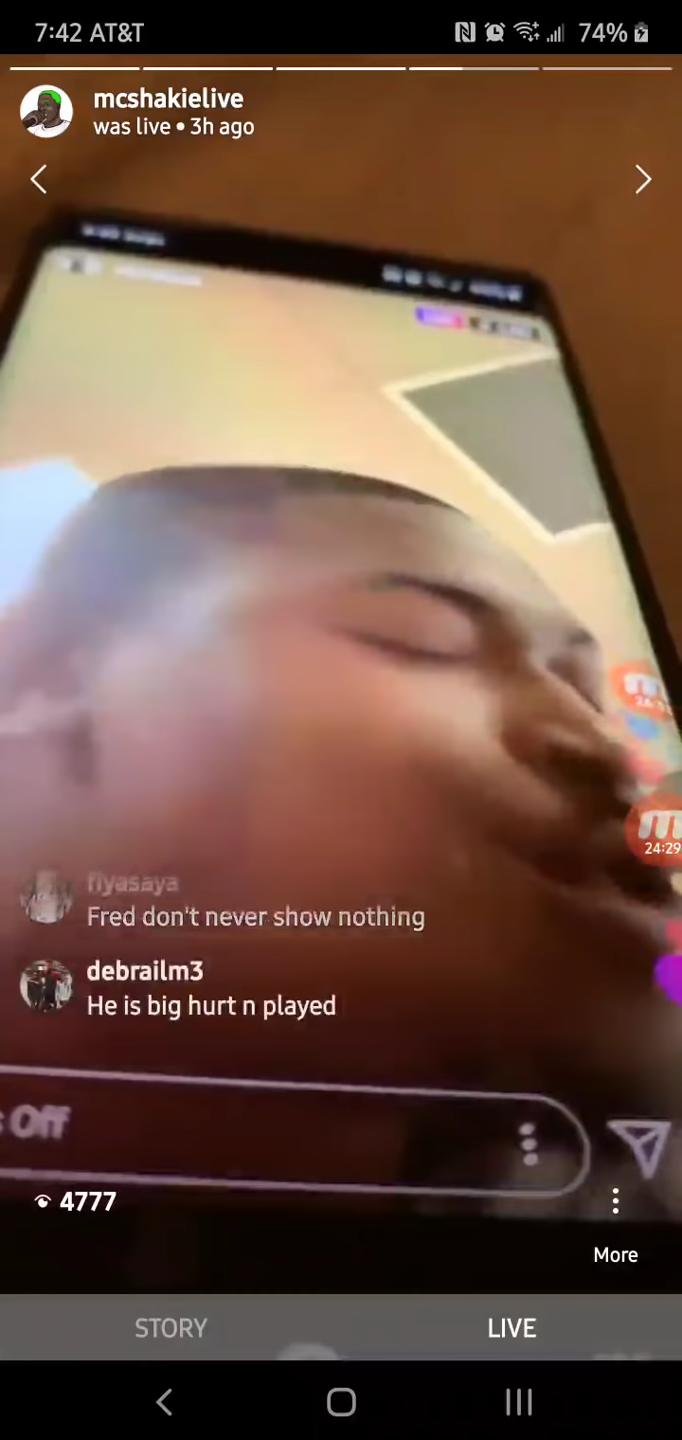 7:42 AT&T
74%
mcshakielive
was live • 3h ago
24:29
fiyasaya
Fred don't never show nothing
debrailm3
He is big hurt n played
Off
4777
More
STORY
LIVE